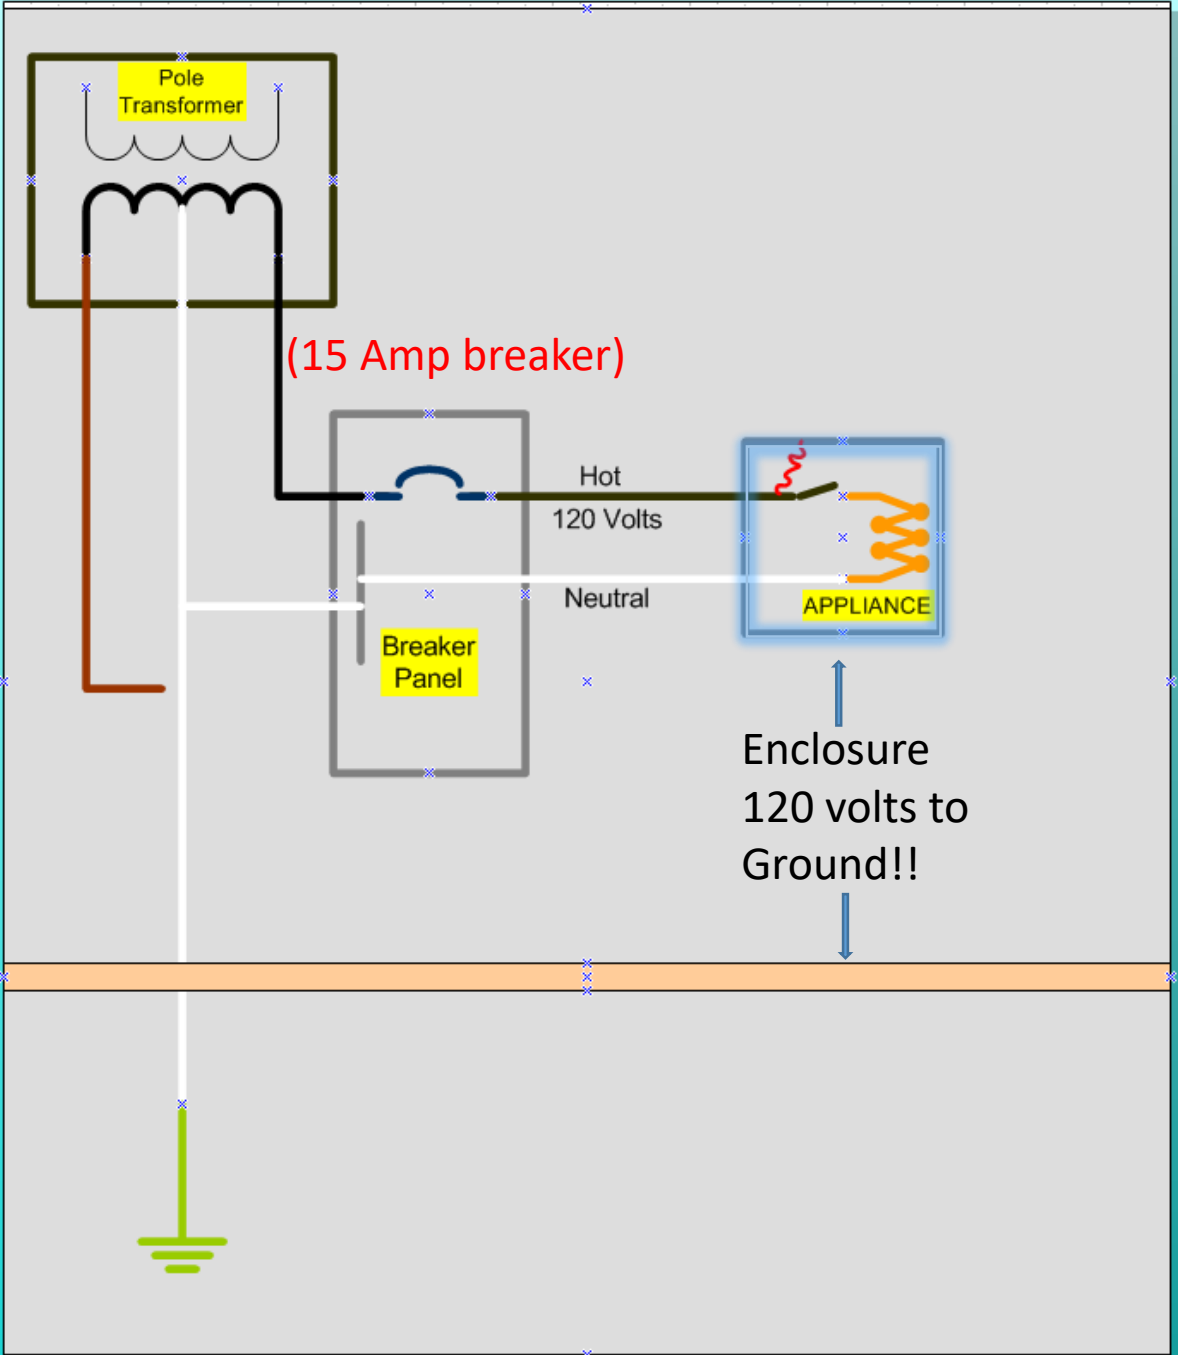 Pole
Transformer
(15 Amp breaker)
Hot
120 Volts
Neutral
APPLIANCE
Breaker
Panel
Enclosure
120 volts to
Ground!!